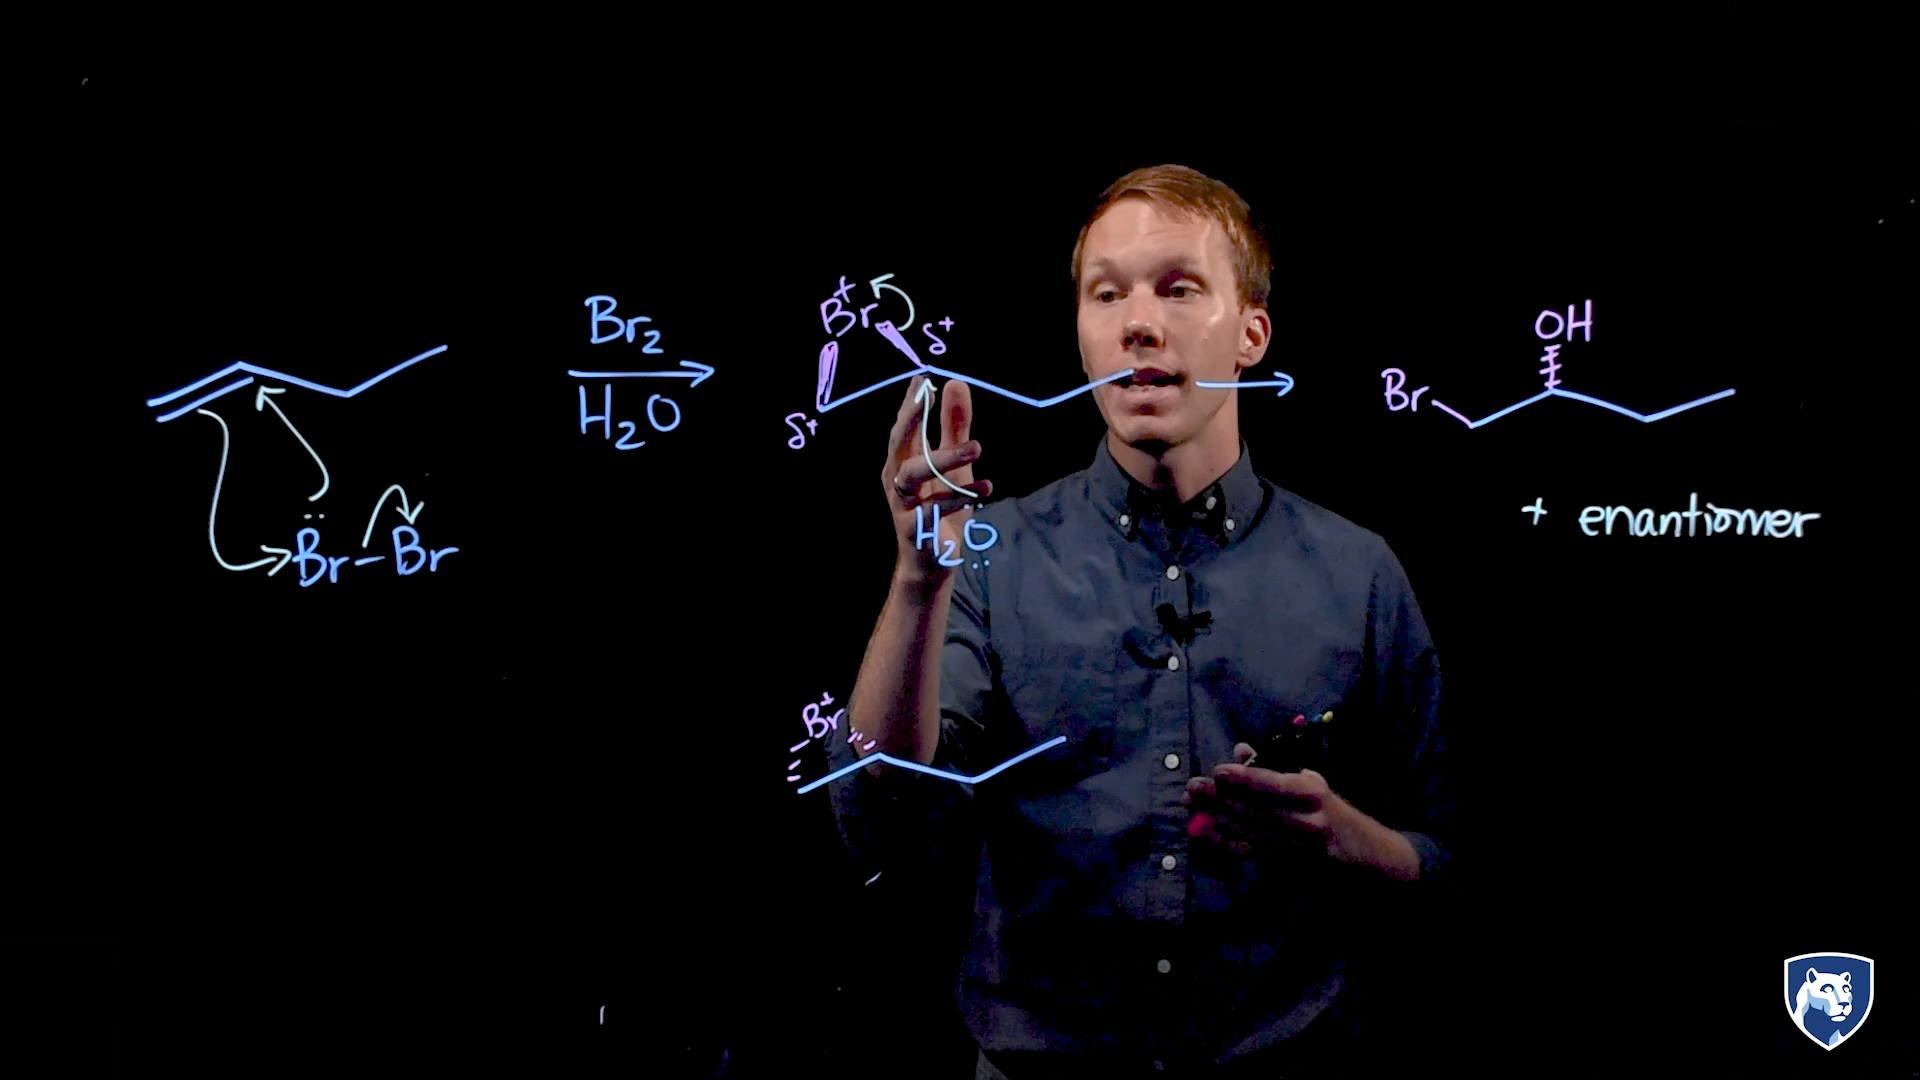 Br₂
H₂O
Br–Br
Br⁺
δ⁺
δ⁺
H₂O
Br⁺
OH
Br
+ enantiomer